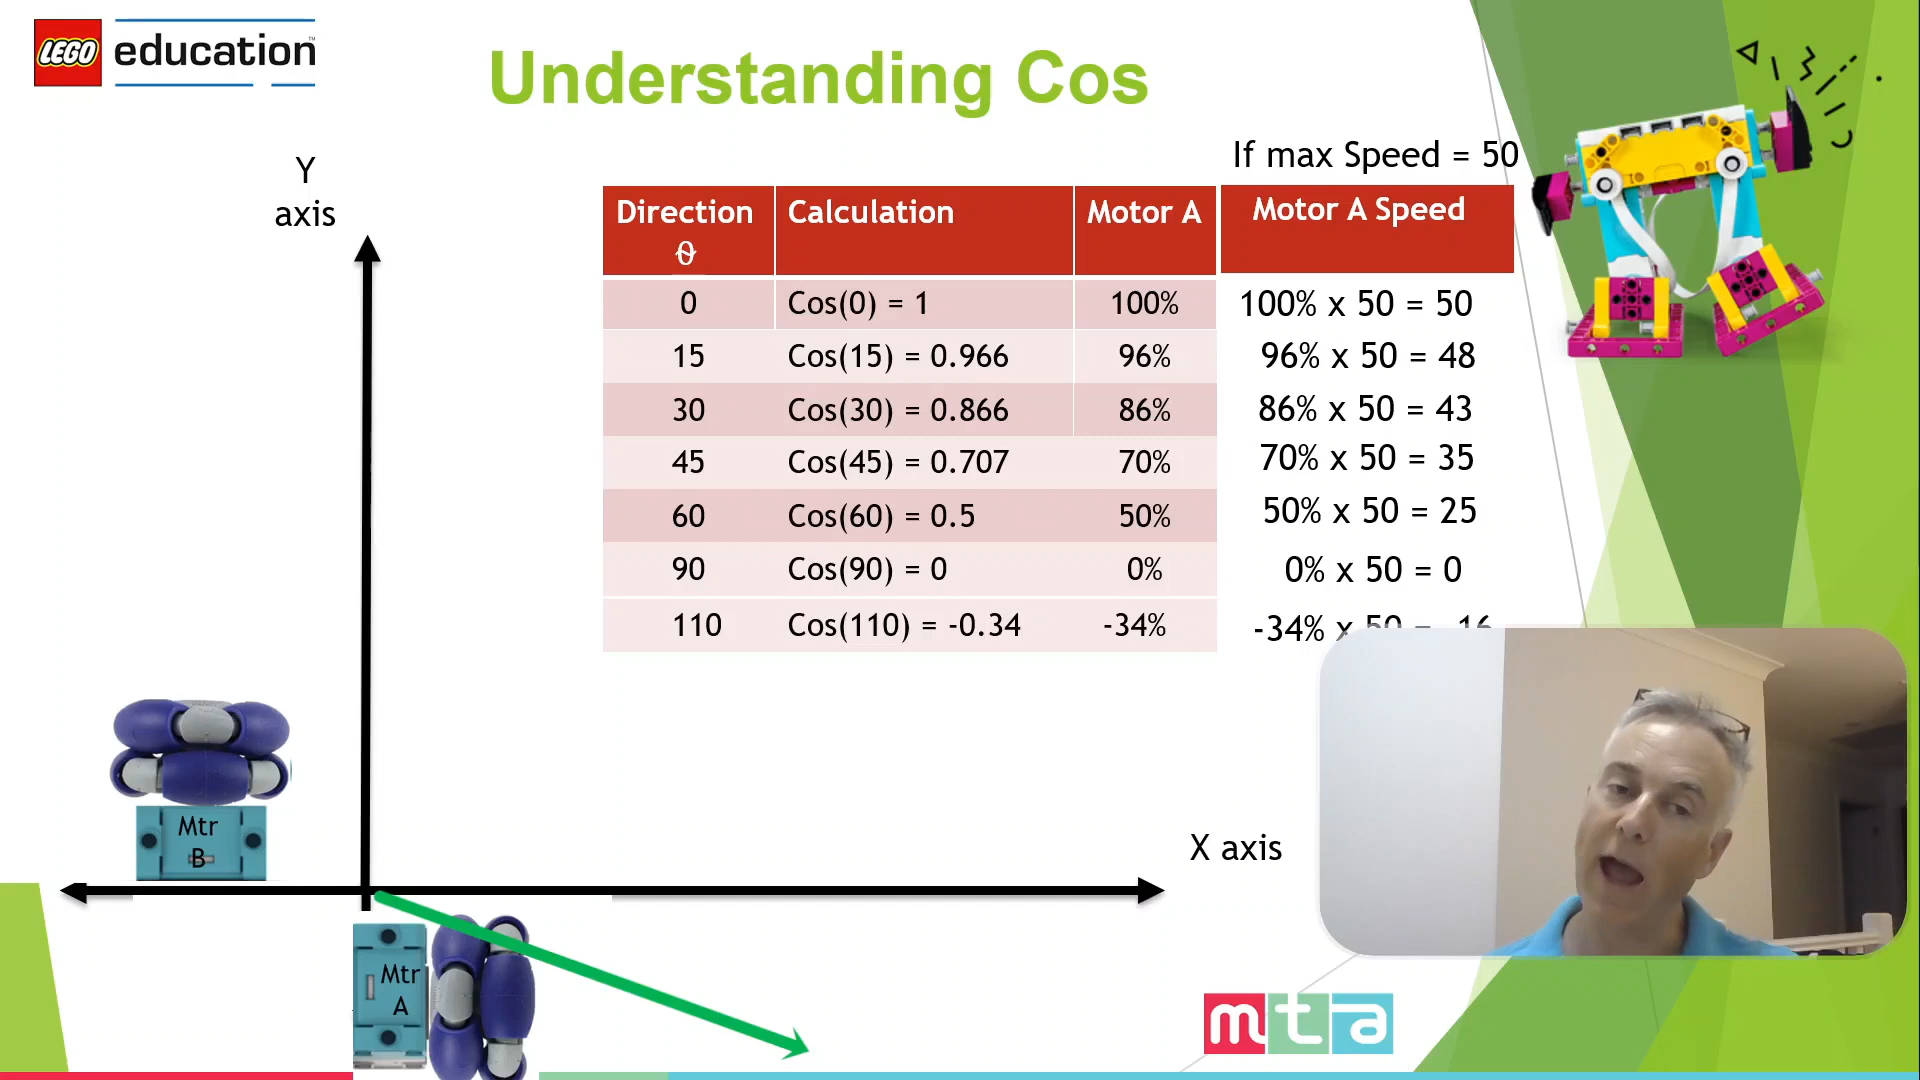 LEGO education™
Understanding Cos
If max Speed = 50
Y
axis
Direction Calculation Motor A Motor A Speed
θ
0 Cos(0) = 1 100% 100% x 50 = 50
15 Cos(15) = 0.966 96% 96% x 50 = 48
30 Cos(30) = 0.866 86% 86% x 50 = 43
45 Cos(45) = 0.707 70% 70% x 50 = 35
60 Cos(60) = 0.5 50% 50% x 50 = 25
90 Cos(90) = 0 0% 0% x 50 = 0
110 Cos(110) = -0.34 -34% -34% x 50 = -16
Mtr
B
X axis
Mtr
A
mta